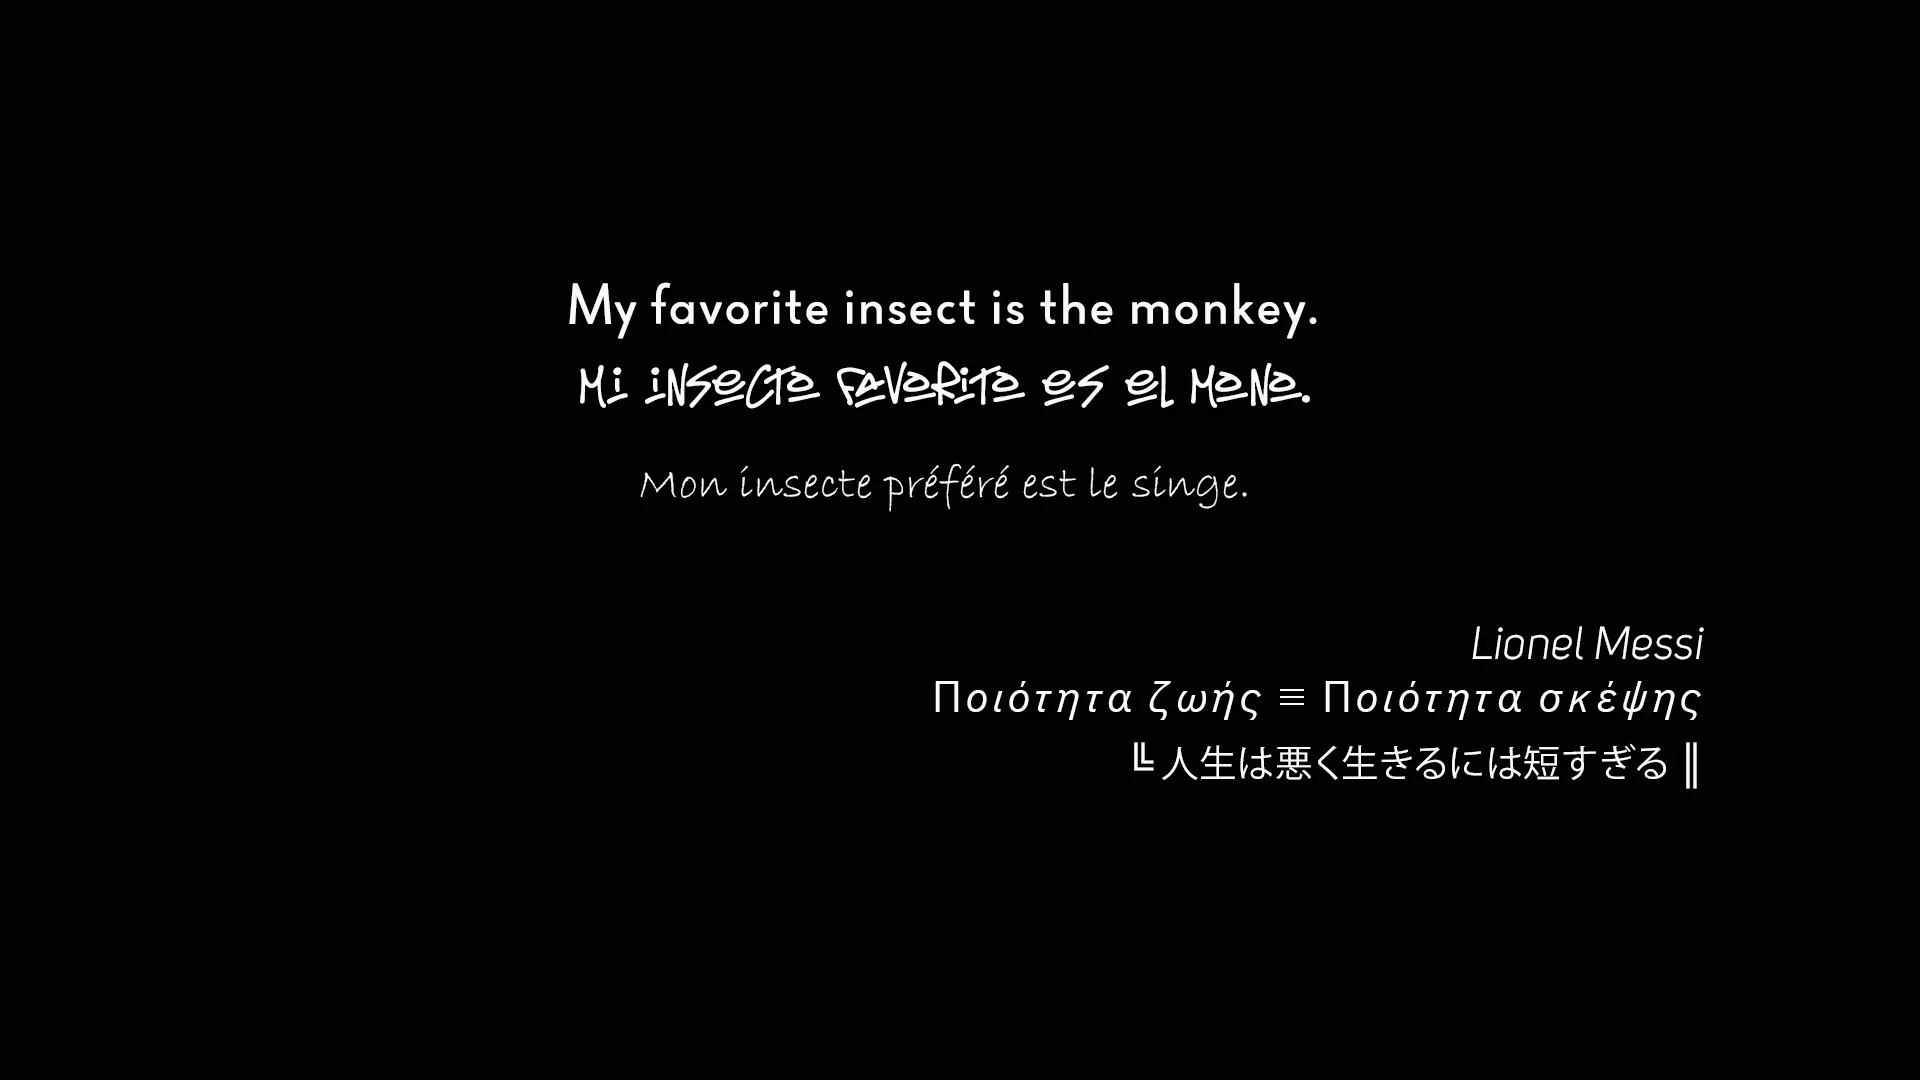 My favorite insect is the monkey.
Mi insecto favorito es el mono.
Mon insecte préféré est le singe.
Lionel Messi
Ποιότητα ζωής ≡ Ποιότητα σκέψης
╚ 人生は悪く生きるには短すぎる ║